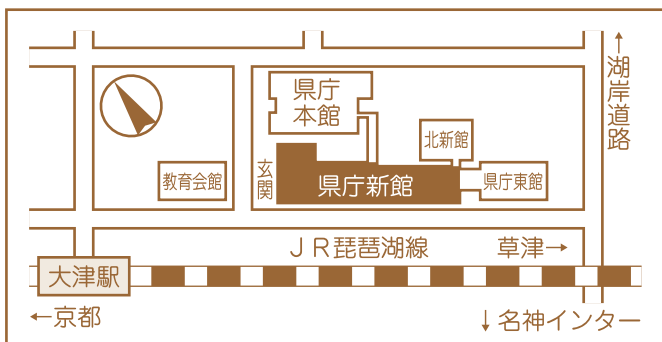 湖岸道路
県庁
本館
北新館
玄関
教育会館
県庁新館
県庁東館
JR琵琶湖線
草津→
大津駅
←京都
↓名神インター